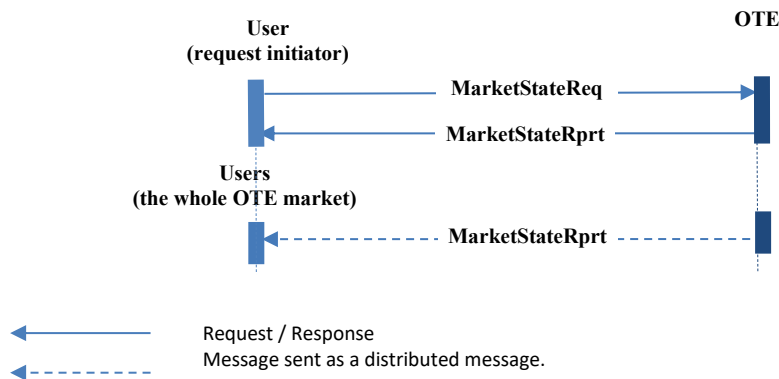 OTE
User
(request initiator)
MarketStateReq
MarketStateRprt
Users
(the whole OTE market)
MarketStateRprt
Request / Response
Message sent as a distributed message.